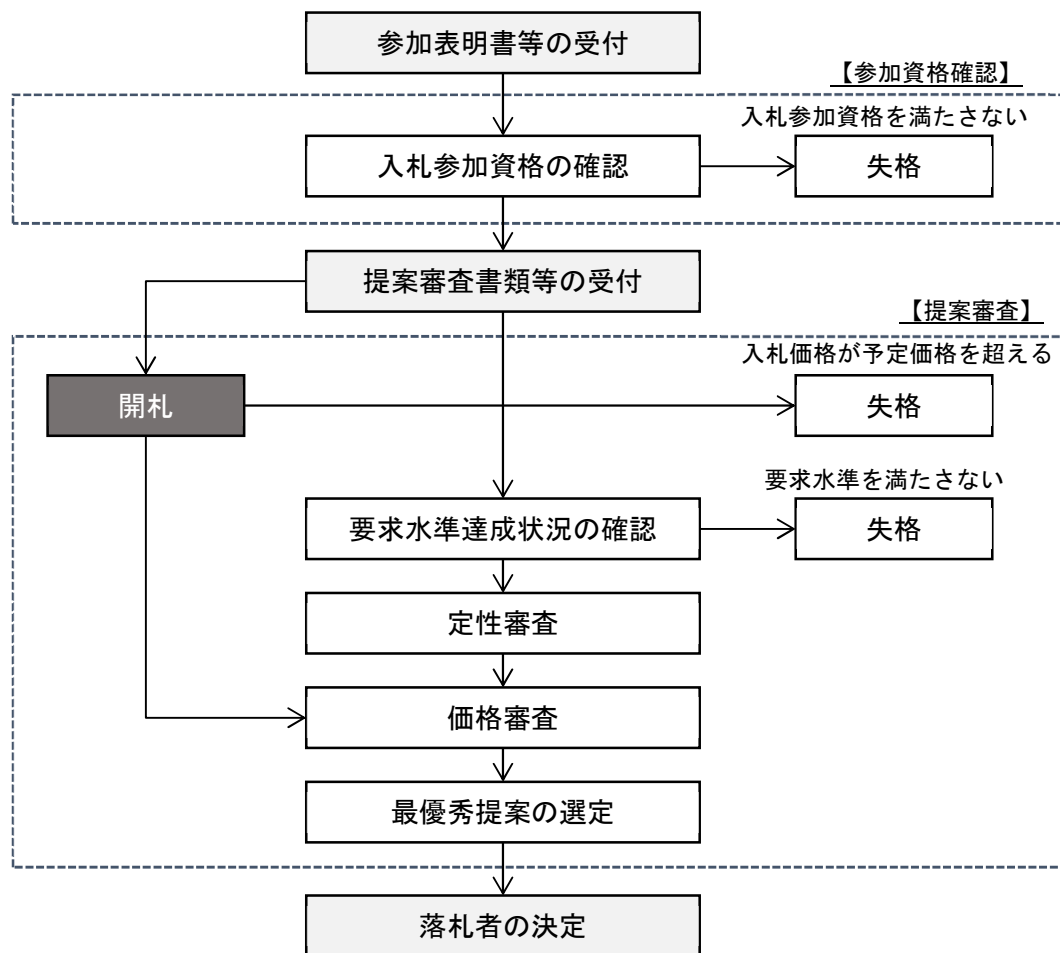 参加表明書等の受付
【参加資格確認】
入札参加資格を満たさない
入札参加資格の確認
失格
提案審査書類等の受付
【提案審査】
入札価格が予定価格を超える
開札
失格
要求水準を満たさない
要求水準達成状況の確認
失格
定性審査
価格審査
最優秀提案の選定
落札者の決定